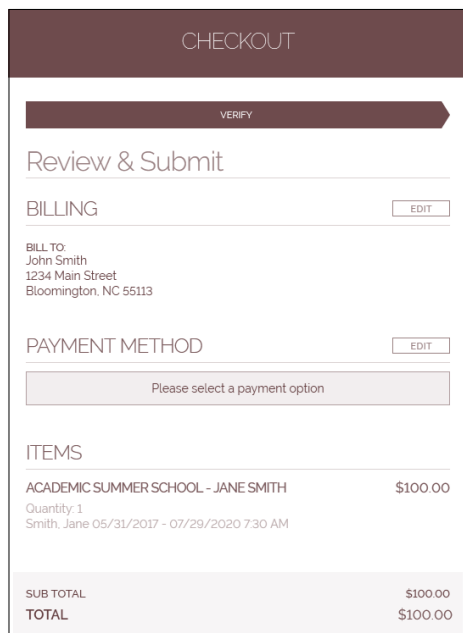 CHECKOUT
VERIFY
Review & Submit
BILLING
EDIT
BILL TO:
John Smith
1234 Main Street
Bloomington, NC 55113
PAYMENT METHOD
EDIT
Please select a payment option
ITEMS
ACADEMIC SUMMER SCHOOL - JANE SMITH $100.00
Quantity: 1
Smith, Jane 05/31/2017 - 07/29/2020 7:30 AM
SUB TOTAL $100.00
TOTAL $100.00